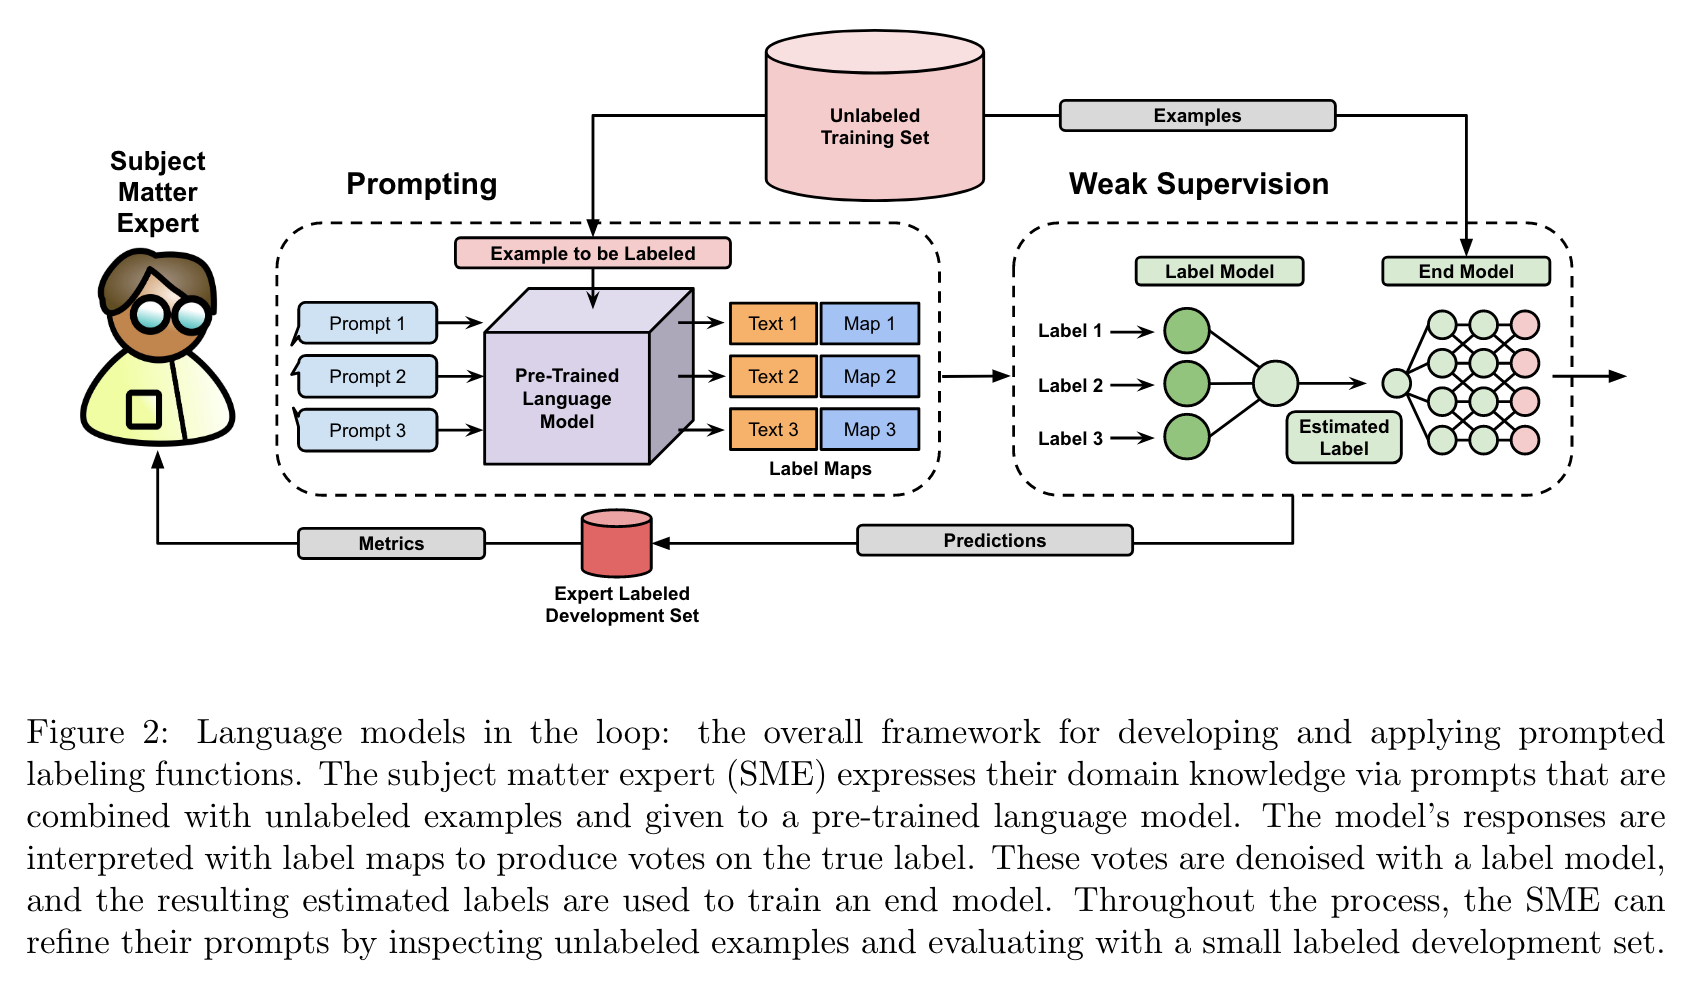 Unlabeled
Training Set
Examples
Subject
Matter
Expert
Prompting
Weak Supervision
Example to be Labeled
Label Model
End Model
Prompt 1
Text 1
Map 1
Label 1
Prompt 2
Pre-Trained
Language
Model
Text 2
Map 2
Label 2
Prompt 3
Text 3
Map 3
Label 3
Estimated
Label
Label Maps
Metrics
Predictions
Expert Labeled
Development Set
Figure 2: Language models in the loop: the overall framework for developing and applying prompted
labeling functions. The subject matter expert (SME) expresses their domain knowledge via prompts that are
combined with unlabeled examples and given to a pre-trained language model. The model's responses are
interpreted with label maps to produce votes on the true label. These votes are denoised with a label model,
and the resulting estimated labels are used to train an end model. Throughout the process, the SME can
refine their prompts by inspecting unlabeled examples and evaluating with a small labeled development set.